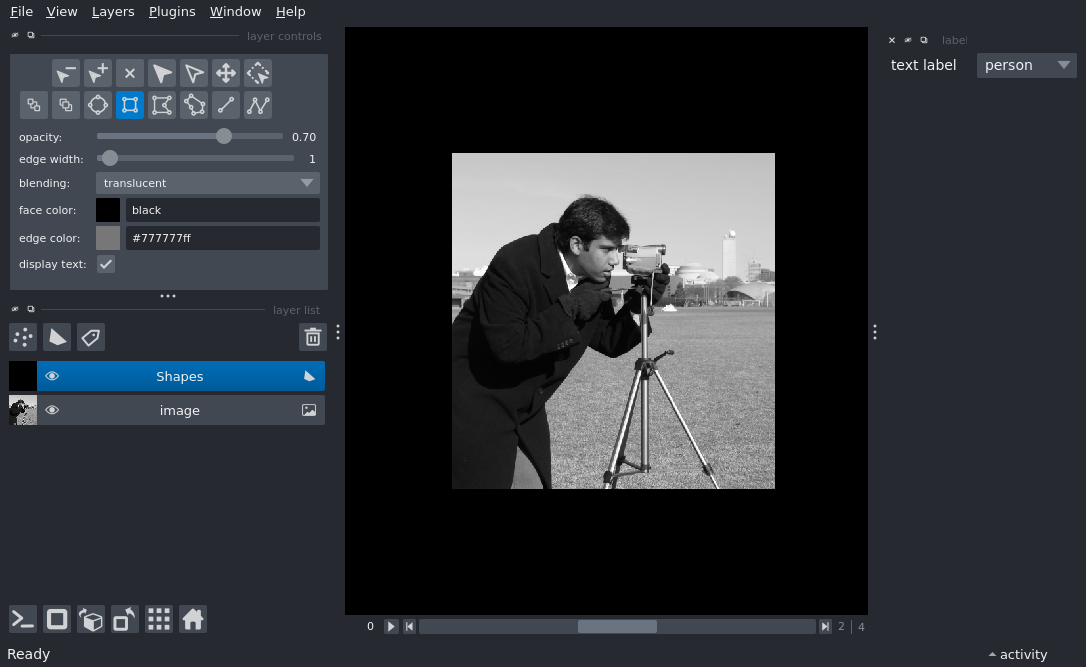 File View Layers Plugins Window Help
layer controls
opacity: 0.70
edge width: 1
blending: translucent
face color: black
edge color: #777777ff
display text:
layer list
Shapes
image
0 2 | 4
label
text label person
Ready
activity